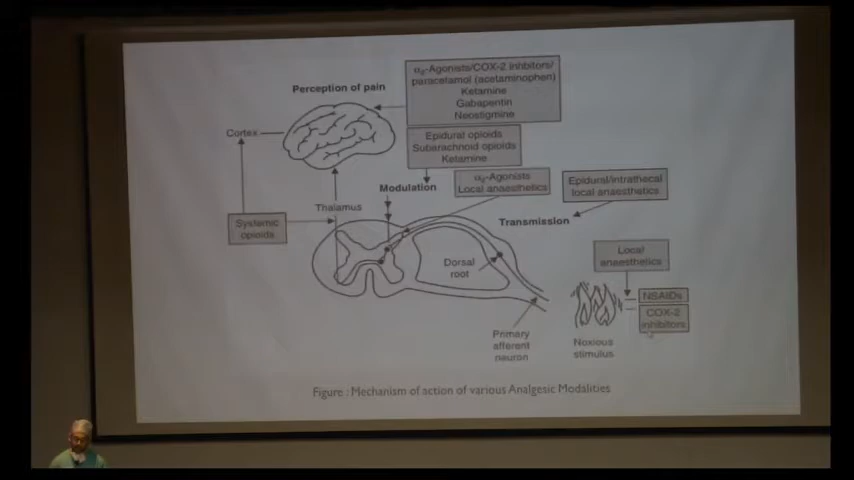 α₂-Agonists/COX-2 inhibitors/
paracetamol (acetaminophen)
Ketamine
Gabapentin
Neostigmine
Perception of pain
Cortex
Epidural opioids
Subarachnoid opioids
Ketamine
α₂-Agonists
Local anaesthetics
Epidural/intrathecal
local anaesthetics
Modulation
Thalamus
Systemic
opioids
Transmission
Local
anaesthetics
Dorsal
root
NSAIDs
COX-2
inhibitors
Primary
afferent
neuron
Noxious
stimulus
Figure : Mechanism of action of various Analgesic Modalities